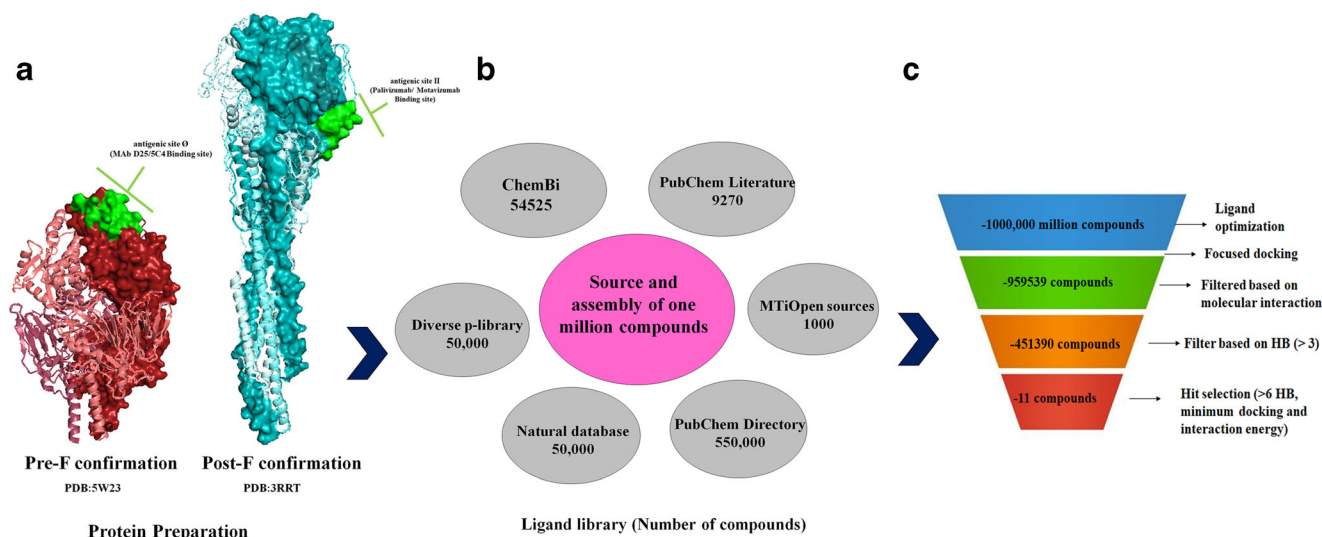 a
antigenic site Ø
(MAb D25/5C4 Binding site)
antigenic site II
(Palivizumab/ Motavizumab
Binding site)
Pre-F confirmation
PDB:5W23
Post-F confirmation
PDB:3RRT
Protein Preparation
b
ChemBi
54525
PubChem Literature
9270
Source and
assembly of one
million compounds
MTiOpen sources
1000
Diverse p-library
50,000
Natural database
50,000
PubChem Directory
550,000
Ligand library (Number of compounds)
c
-1000,000 million compounds
Ligand
optimization
Focused docking
-959539 compounds
Filtered based on
molecular interaction
-451390 compounds
Filter based on HB (> 3)
-11 compounds
Hit selection (>6 HB,
minimum docking and
interaction energy)